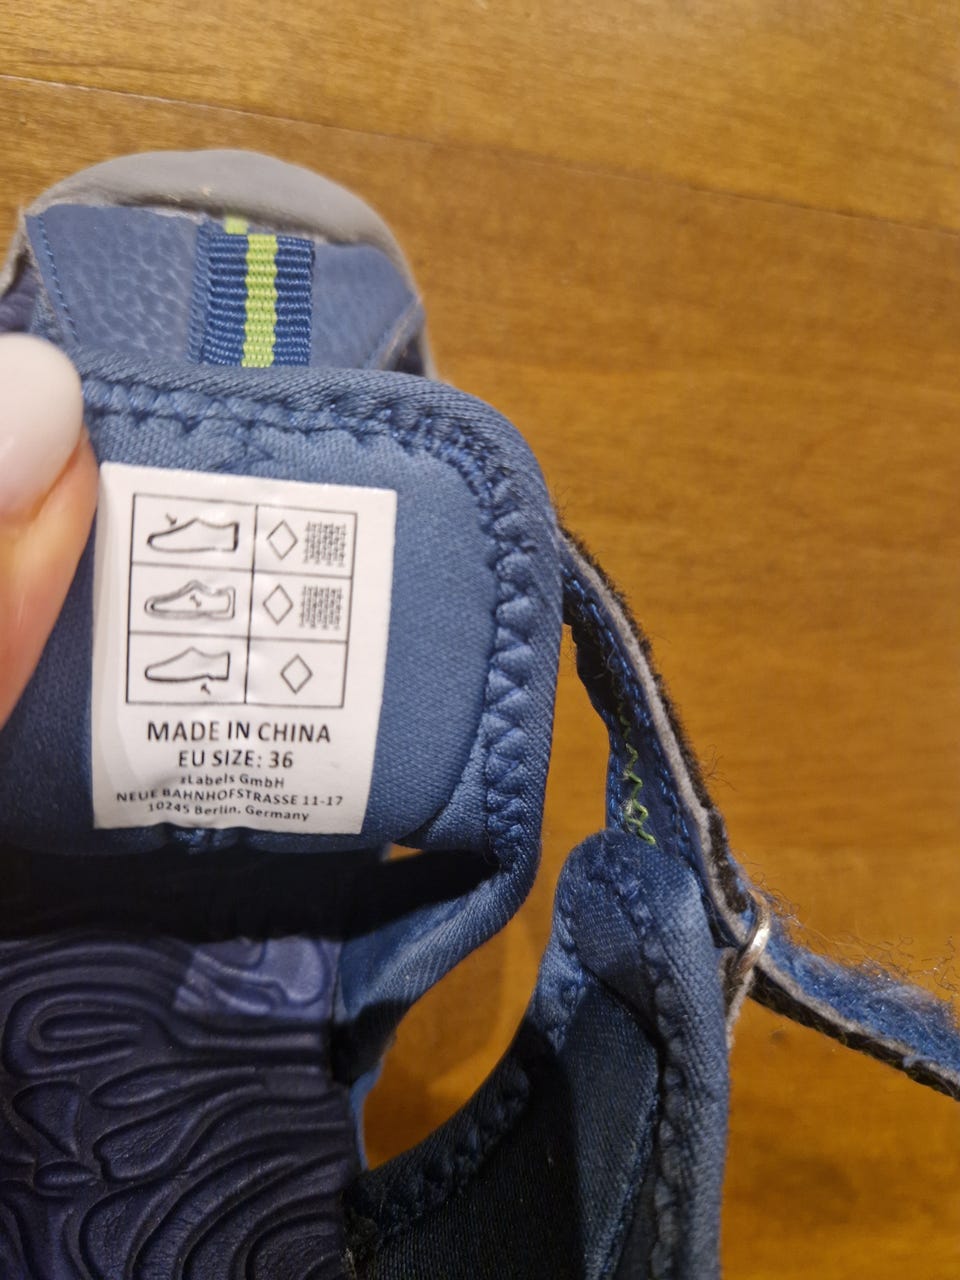 MADE IN CHINA
EU SIZE: 36
zLabels GmbH
NEUE BAHNHOFSTRASSE 11-17
10245 Berlin, Germany